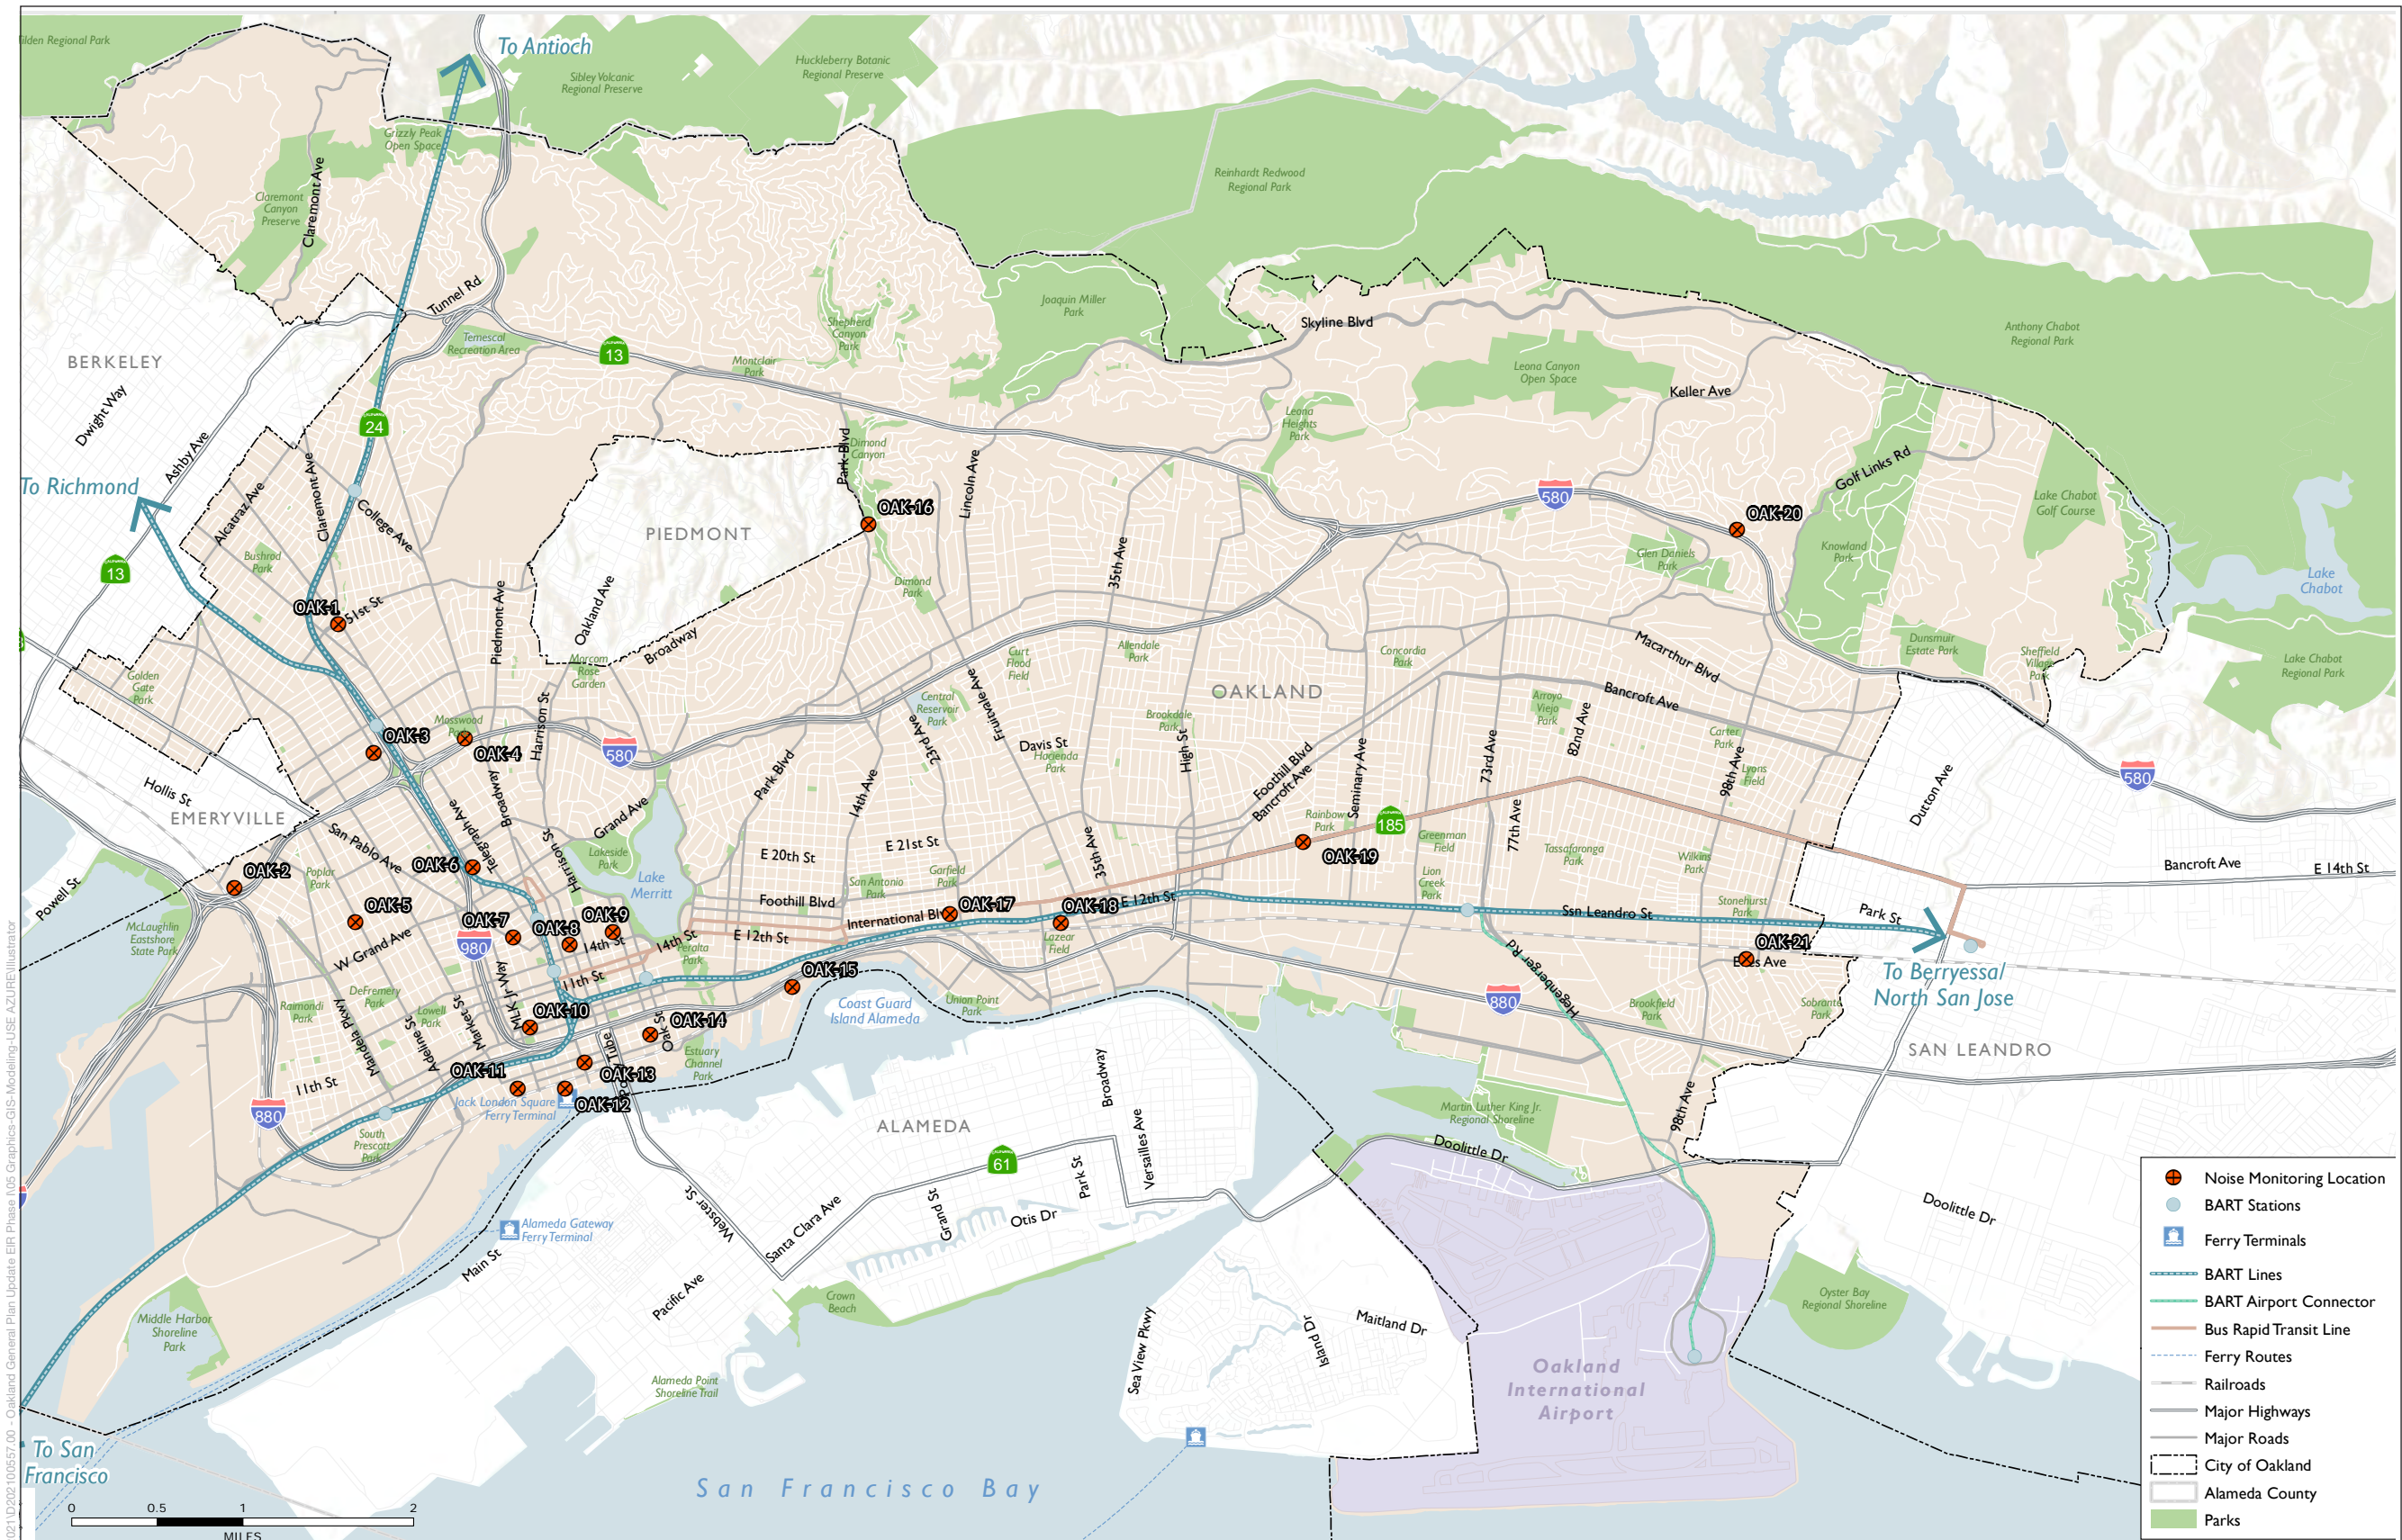 To Antioch
Tilden Regional Park
Sibley Volcanic
Regional Preserve
Huckleberry Botanic
Regional Preserve
Grizzly Peak
Open Space
Claremont Ave
Claremont
Canyon
Preserve
Reinhardt Redwood
Regional Park
Tunnel Rd
Temescal
Recreation Area
13
Shepherd
Canyon
Park
Montclair
Park
Joaquin Miller
Park
Skyline Blvd
Anthony Chabot
Regional Park
BERKELEY
Dwight Way
Ashby Ave
24
Leona Canyon
Open Space
Keller Ave
Leona
Heights
Park
To Richmond
Alcatraz Ave
Claremont Ave
College Ave
Park Blvd
Dimond
Canyon
Lincoln Ave
OAK-16
PIEDMONT
580
OAK-20
Golf Links Rd
Lake Chabot
Golf Course
Knowland
Park
Glen Daniels
Park
Lake
Chabot
13
Bushrod
Park
OAK-1
51st St
Piedmont Ave
Oakland Ave
Broadway
Dimond
Park
35th Ave
Morcom
Rose
Garden
Golden
Gate
Park
Curt
Flood
Field
Allendale
Park
Concordia
Park
Macarthur Blvd
Dunsmuir
Estate Park
Sheffield
Village
Park
Lake Chabot
Regional Park
OAKLAND
Bancroft Ave
Arroyo
Viejo
Park
Central
Reservoir
Park
23rd Ave
Fruitvale Ave
Brookdale
Park
High St
Davis St
Hacienda
Park
Harrison St
Mosswood
Park
OAK-3
OAK-4
580
Park Blvd
14th Ave
Foothill Blvd
Bancroft Ave
Seminary Ave
73rd Ave
82nd Ave
Carter
Park
98th Ave
Lyons
Field
Dutton Ave
580
Hollis St
EMERYVILLE
San Pablo Ave
Telegraph Ave
Broadway
Grand Ave
Harrison St
Lakeside
Park
E 20th St
E 21st St
Rainbow
Park
185
OAK-19
Greenman
Field
77th Ave
Tassafaronga
Park
Wilkins
Park
Bancroft Ave
E 14th St
Powell St
OAK-2
Poplar
Park
OAK-6
Lake
Merritt
San Antonio
Park
Garfield
Park
35th Ave
Lion
Creek
Park
Foothill Blvd
International Blvd
OAK-17
OAK-18
E 12th St
Ssn Leandro St
Stonehurst
Park
Park St
McLaughlin
Eastshore
State Park
OAK-5
W Grand Ave
980
OAK-7
OAK-8
OAK-9
14th St
14th St
Peralta
Park
E 12th St
Lazear
Field
Hegenberger Rd
OAK-21
Edes Ave
To Berryessa/
North San Jose
Raimondi
Park
DeFremery
Park
Lowell
Park
Mandela Pkwy
Adeline St
Market St
MLK Jr Way
11th St
OAK-10
OAK-15
OAK-14
Oak St
Coast Guard
Island Alameda
Union Point
Park
880
Brookfield
Park
Sobrante
Park
SAN LEANDRO
Estuary
Channel
Park
11th St
880
OAK-11
OAK-13
OAK-12
Tube
Jack London Square
Ferry Terminal
South
Prescott
Park
ALAMEDA
61
Broadway
Versailles Ave
Park St
Grand St
Otis Dr
Santa Clara Ave
Webster St
Martin Luther King Jr.
Regional Shoreline
Doolittle Dr
98th Ave
Doolittle Dr
Alameda Gateway
Ferry Terminal
Main St
Pacific Ave
Crown
Beach
Middle Harbor
Shoreline
Park
Alameda Point
Shoreline Trail
Sea View Pkwy
Island Dr
Maitland Dr
Oakland
International
Airport
Oyster Bay
Regional Shoreline
To San
Francisco
San Francisco Bay
0 0.5 1 2
MILES
Noise Monitoring Location
BART Stations
Ferry Terminals
BART Lines
BART Airport Connector
Bus Rapid Transit Line
Ferry Routes
Railroads
Major Highways
Major Roads
City of Oakland
Alameda County
Parks
021\D202100557.00 - Oakland General Plan Update EIR Phase I\05 Graphics-GIS-Modeling-USE AZURE\Illustrator